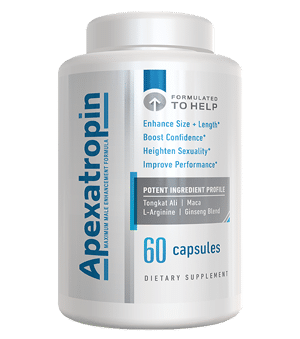 Apexatropin
MAXIMUM MALE ENHANCEMENT FORMULA
FORMULATED
TO HELP
Enhance Size + Length*
Boost Confidence*
Heighten Sexuality*
Improve Performance*
POTENT INGREDIENT PROFILE
Tongkat Ali | Maca
L-Arginine | Ginseng Blend
60 capsules
DIETARY SUPPLEMENT